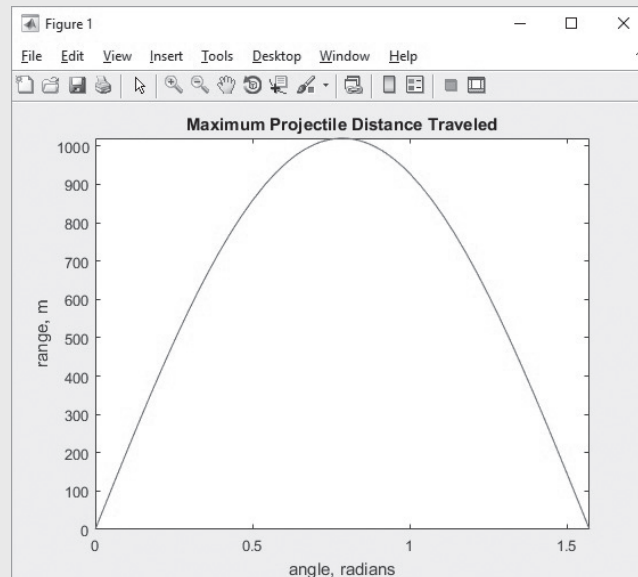 Figure 1
File Edit View Insert Tools Desktop Window Help
Maximum Projectile Distance Traveled
1000
900
800
700
600
500
400
300
200
100
0
range, m
0 0.5 1 1.5
angle, radians